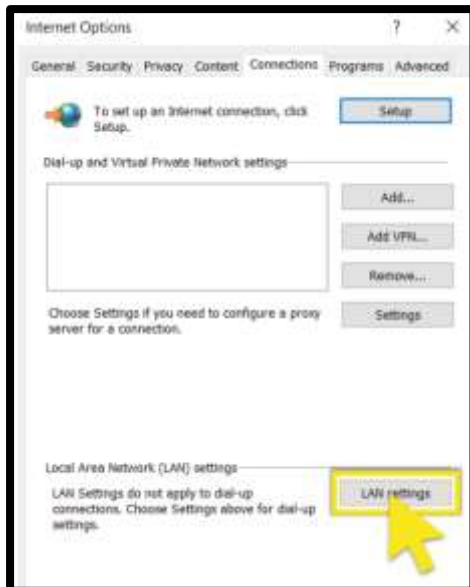 Internet Options ? ×
General Security Privacy Content Connections Programs Advanced
To set up an Internet connection, click
Setup.
Setup
Dial-up and Virtual Private Network settings
Add...
Add VPN...
Remove...
Choose Settings if you need to configure a proxy
server for a connection.
Settings
Local Area Network (LAN) settings
LAN Settings do not apply to dial-up
connections. Choose Settings above for dial-up
settings.
LAN settings